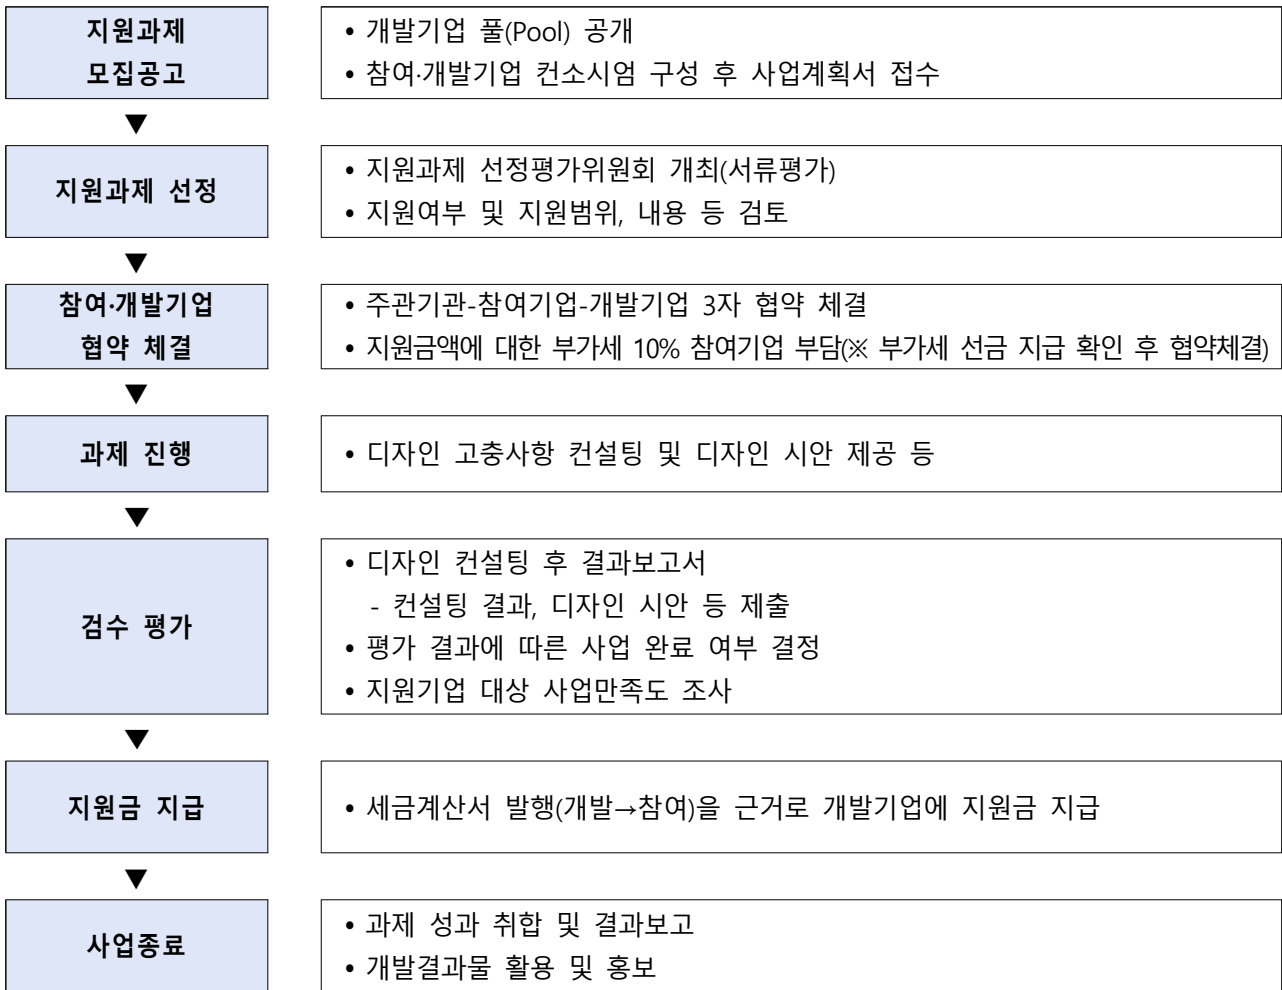 지원과제
모집공고
• 개발기업 풀(Pool) 공개
• 참여·개발기업 컨소시엄 구성 후 사업계획서 접수
▼
지원과제 선정
• 지원과제 선정평가위원회 개최(서류평가)
• 지원여부 및 지원범위, 내용 등 검토
▼
참여·개발기업
협약 체결
• 주관기관-참여기업-개발기업 3자 협약 체결
• 지원금액에 대한 부가세 10% 참여기업 부담(※ 부가세 선금 지급 확인 후 협약체결)
▼
과제 진행
• 디자인 고충사항 컨설팅 및 디자인 시안 제공 등
▼
검수 평가
• 디자인 컨설팅 후 결과보고서
- 컨설팅 결과, 디자인 시안 등 제출
• 평가 결과에 따른 사업 완료 여부 결정
• 지원기업 대상 사업만족도 조사
▼
지원금 지급
• 세금계산서 발행(개발→참여)을 근거로 개발기업에 지원금 지급
▼
사업종료
• 과제 성과 취합 및 결과보고
• 개발결과물 활용 및 홍보